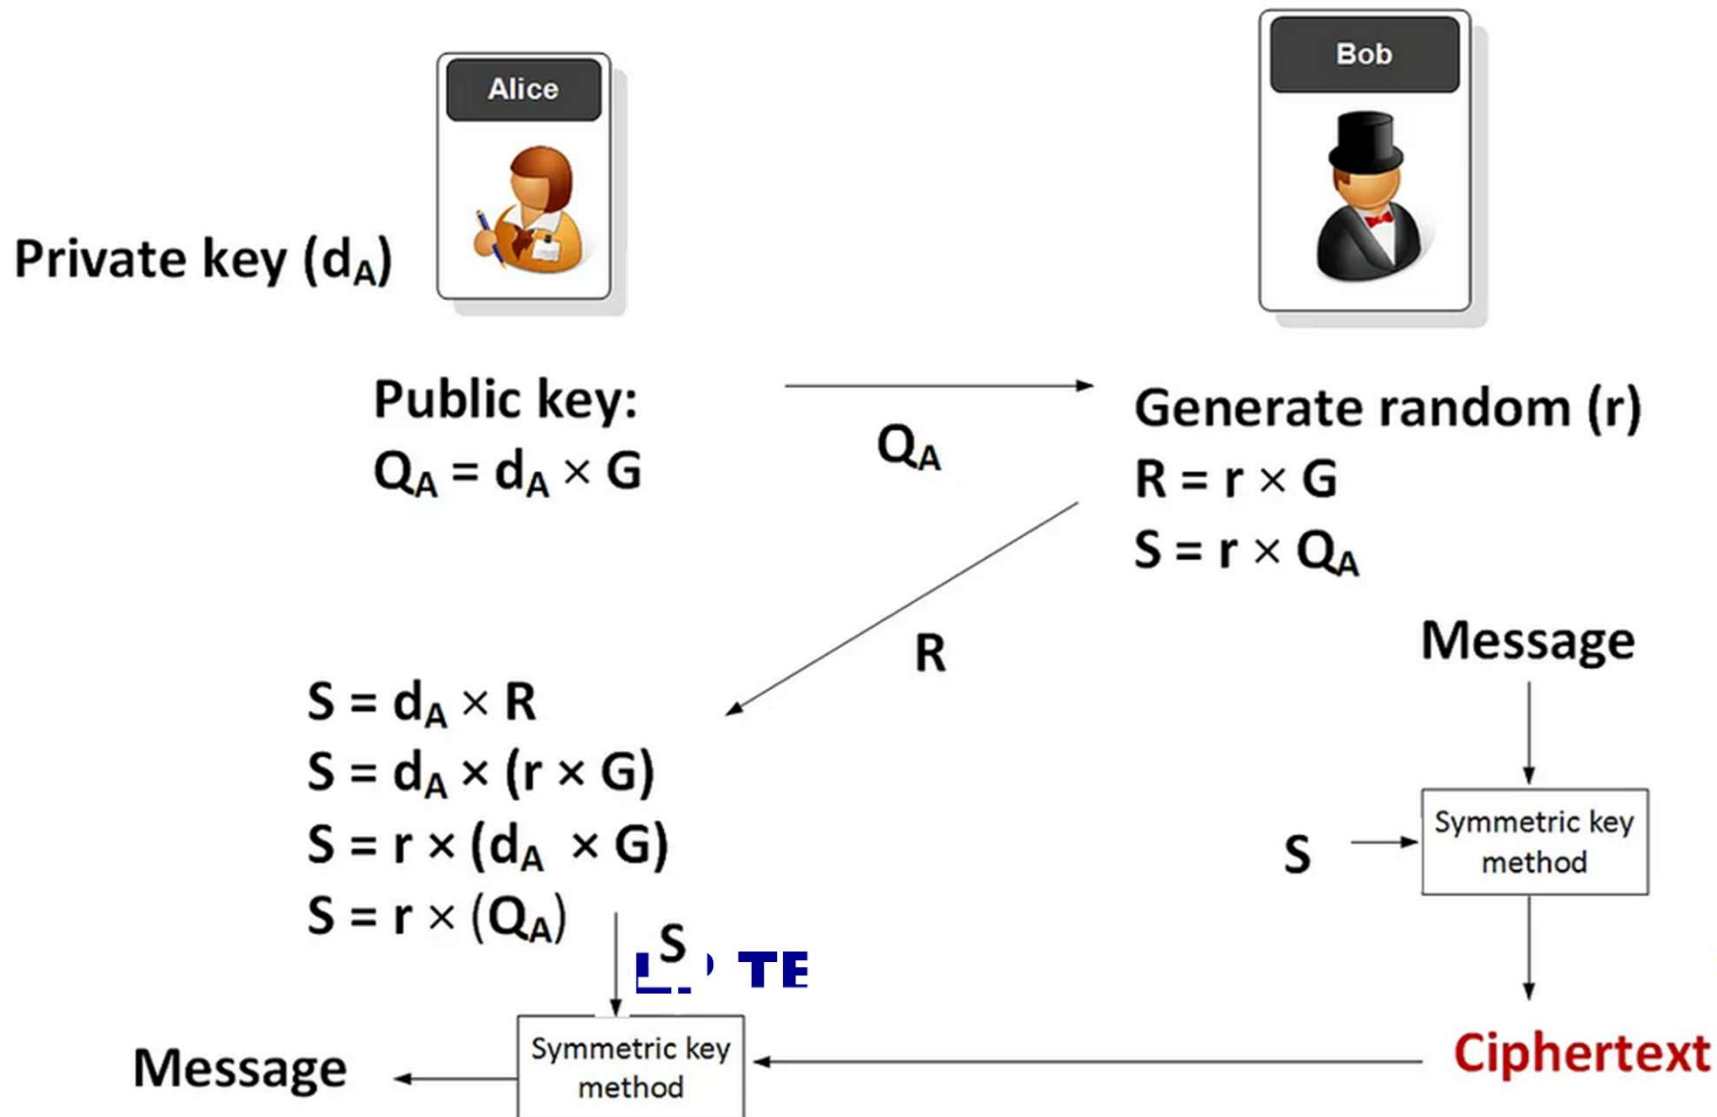 Alice
Bob
Private key (dA)
Public key:
QA = dA × G
QA
Generate random (r)
R = r × G
S = r × QA
R
Message
S = dA × R
S = dA × (r × G)
S = r × (dA × G)
S = r × (QA)
S
S
Symmetric key
method
TE
Message
Symmetric key
method
Ciphertext